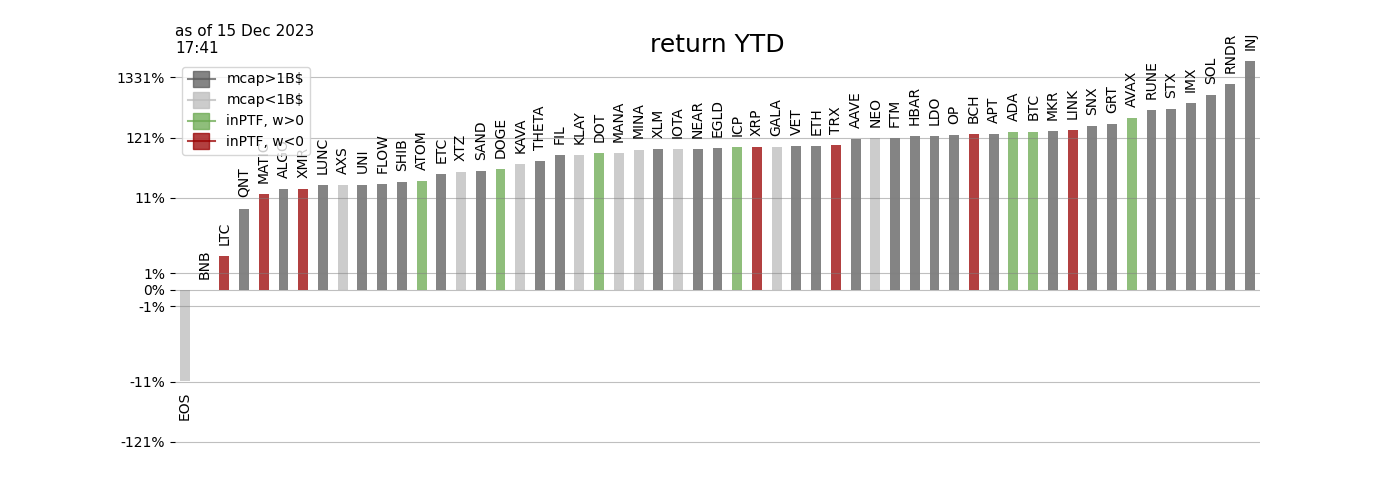 as of 15 Dec 2023
17:41
return YTD
1331%
121%
11%
1%
0%
-1%
-11%
-121%
mcap>1B$
mcap<1B$
inPTF, w>0
inPTF, w<0
EOS
BNB
LTC
QNT
MATIC
ALGO
XMR
LUNC
AXS
UNI
FLOW
SHIB
ATOM
ETC
XTZ
SAND
DOGE
KAVA
THETA
FIL
KLAY
DOT
MANA
MINA
XLM
IOTA
NEAR
EGLD
ICP
XRP
GALA
VET
ETH
TRX
AAVE
NEO
FTM
HBAR
LDO
OP
BCH
APT
ADA
BTC
MKR
LINK
SNX
GRT
AVAX
RUNE
STX
IMX
SOL
RNDR
INJ